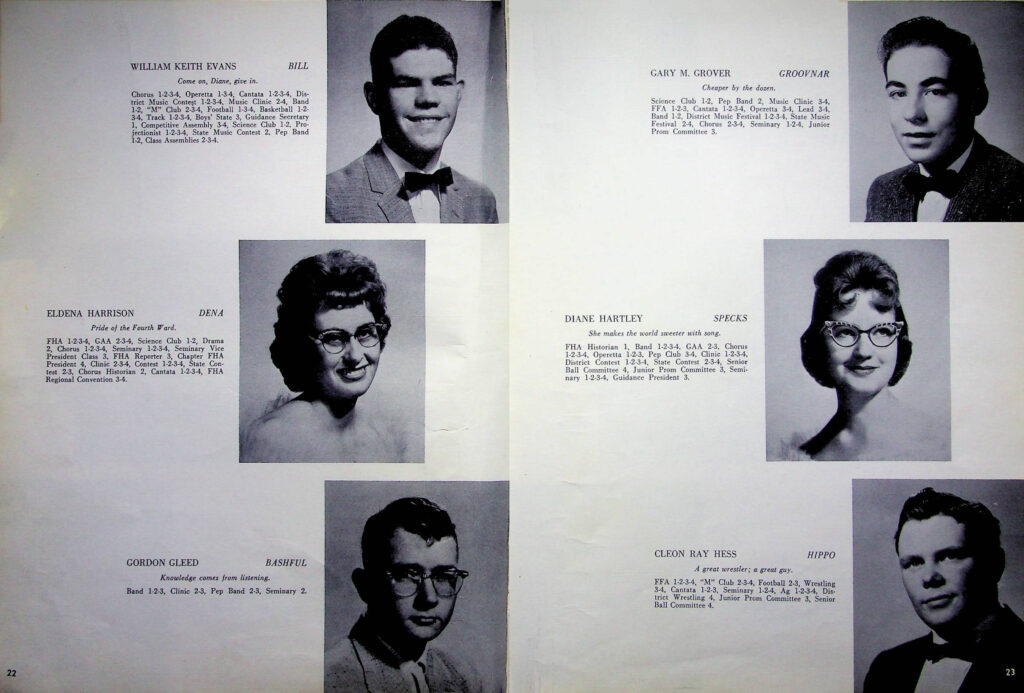 WILLIAM KEITH EVANS BILL
Come on, Diane, give in.
Chorus 1-2-3-4, Operetta 1-3-4, Cantata 1-2-3-4, Dis-
trict Music Contest 1-2-3-4, Music Clinic 2-4, Band
1-2, "M" Club 2-3-4, Football 1-3-4, Basketball 1-2-
3-4, Track 1-2-3-4, Boys' State 3, Guidance Secretary
1, Competitive Assembly 3-4, Science Club 1-2, Pro-
jectionist 1-2-3-4, State Music Contest 2, Pep Band
1-2, Class Assemblies 2-3-4.
ELDENA HARRISON DENA
Pride of the Fourth Ward.
FHA 1-2-3-4, GAA 2-3-4, Science Club 1-2, Drama
2, Chorus 1-2-3-4, Seminary 1-2-3-4, Seminary Vice
President Class 3, FHA Reporter 3, Chapter FHA
President 4, Clinic 2-3-4, Contest 1-2-3-4, State Con-
test 2-3, Chorus Historian 2, Cantata 1-2-3-4, FHA
Regional Convention 3-4.
GORDON GLEED BASHFUL
Knowledge comes from listening.
Band 1-2-3, Clinic 2-3, Pep Band 2-3, Seminary 2.
22
GARY M. GROVER GROOVNAR
Cheaper by the dozen.
Science Club 1-2, Pep Band 2, Music Clinic 3-4,
FFA 1-2-3, Cantata 1-2-3-4, Operetta 3-4, Lead 3-4,
Band 1-2, District Music Festival 1-2-3-4, State Music
Festival 2-4, Chorus 2-3-4, Seminary 1-2-4, Junior
Prom Committee 3.
DIANE HARTLEY SPECKS
She makes the world sweeter with song.
FHA Historian 1, Band 1-2-3-4, GAA 2-3, Chorus
1-2-3-4, Operetta 1-2-3, Pep Club 3-4, Clinic 1-2-3-4,
District Contest 1-2-3-4, State Contest 2-3-4, Senior
Ball Committee 4, Junior Prom Committee 3, Semi-
nary 1-2-3-4, Guidance President 3.
CLEON RAY HESS HIPPO
A great wrestler; a great guy.
FFA 1-2-3-4, "M" Club 2-3-4, Football 2-3, Wrestling
3-4, Cantata 1-2-3, Seminary 1-2-4, Ag 1-2-3-4, Dis-
trict Wrestling 4, Junior Prom Committee 3, Senior
Ball Committee 4.
23